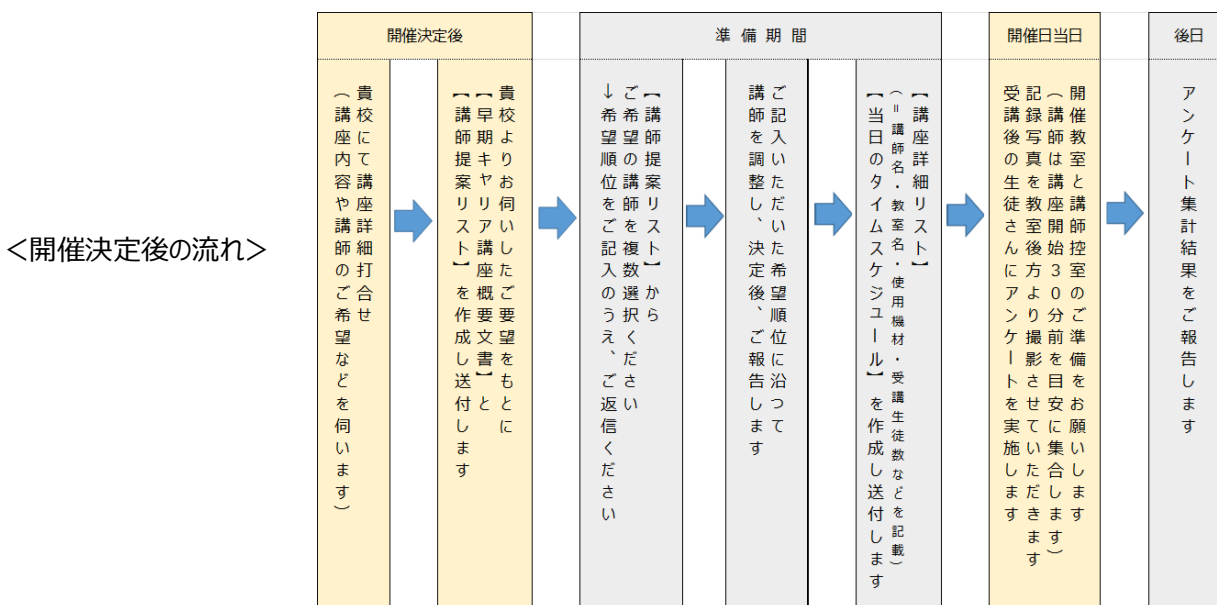 <開催決定後の流れ>
開催決定後
貴校にて講座詳細打合せ
(講座内容や講師のご希望などを伺います)
貴校よりお伺いしたご要望をもとに
【早期キャリア講座概要文書】と
【講師提案リスト】を作成し送付します
準備期間
【講師提案リスト】から
ご希望の講師を複数選択ください
↓希望順位をご記入のうえ、ご返信ください
ご記入いただいた希望順位に沿って
講師を調整し、決定後、ご報告します
【講座詳細リスト】
(=講師名・教室名・使用機材・受講生徒数などを記載)
【当日のタイムスケジュール】を作成し送付します
開催日当日
開催教室と講師控室のご準備をお願いします
(講師は講座開始30分前を目安に集合します)
記録写真を教室後方より撮影させていただきます
受講後の生徒さんにアンケートを実施します
後日
アンケート集計結果をご報告します